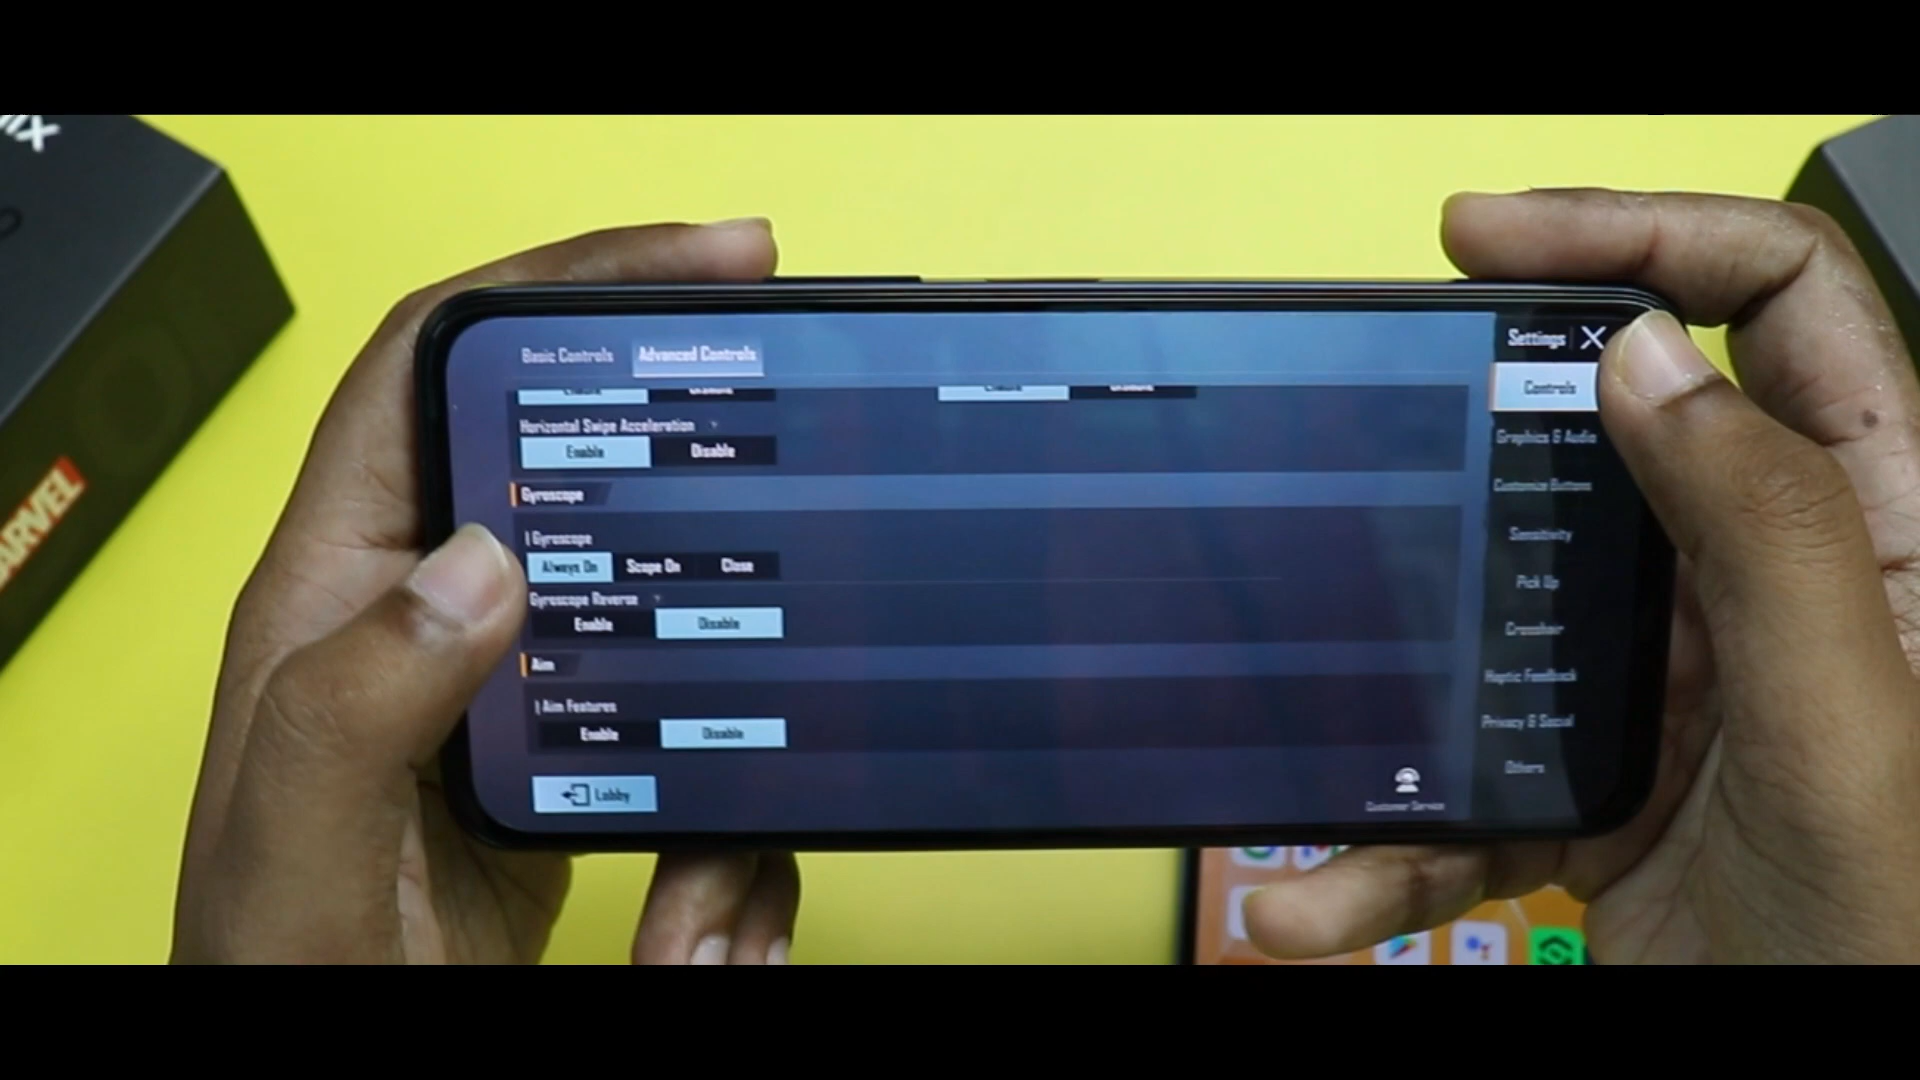 Settings
Basic Controls Advanced Controls
Controls
Horizontal Swipe Acceleration
Enable Disable
Graphics & Audio
Gyroscope
Customize Buttons
Gyroscope
Sensitivity
Always On Scope On Close
Pick Up
Gyroscope Reverse
Enable Disable
Crosshair
Aim
Haptic Feedback
Aim Features
Privacy & Social
Enable Disable
Others
Lobby
Customer Service
MARVEL